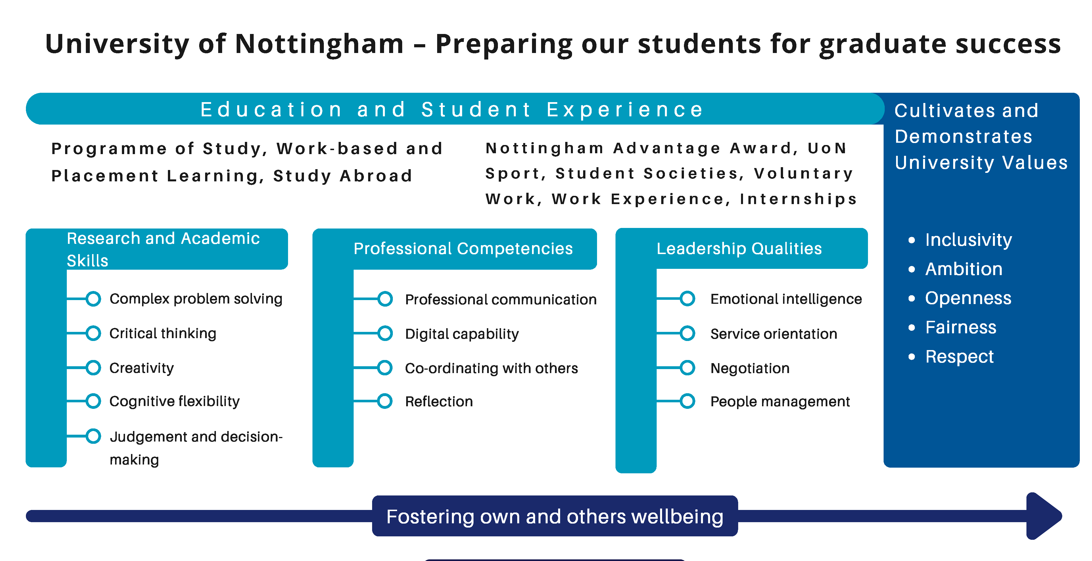 University of Nottingham – Preparing our students for graduate success
Education and Student Experience
Programme of Study, Work-based and
Placement Learning, Study Abroad
Nottingham Advantage Award, UoN
Sport, Student Societies, Voluntary
Work, Work Experience, Internships
Cultivates and
Demonstrates
University Values
Research and Academic
Skills
Complex problem solving
Critical thinking
Creativity
Cognitive flexibility
Judgement and decision-
making
Professional Competencies
Professional communication
Digital capability
Co-ordinating with others
Reflection
Leadership Qualities
Emotional intelligence
Service orientation
Negotiation
People management
• Inclusivity
• Ambition
• Openness
• Fairness
• Respect
Fostering own and others wellbeing